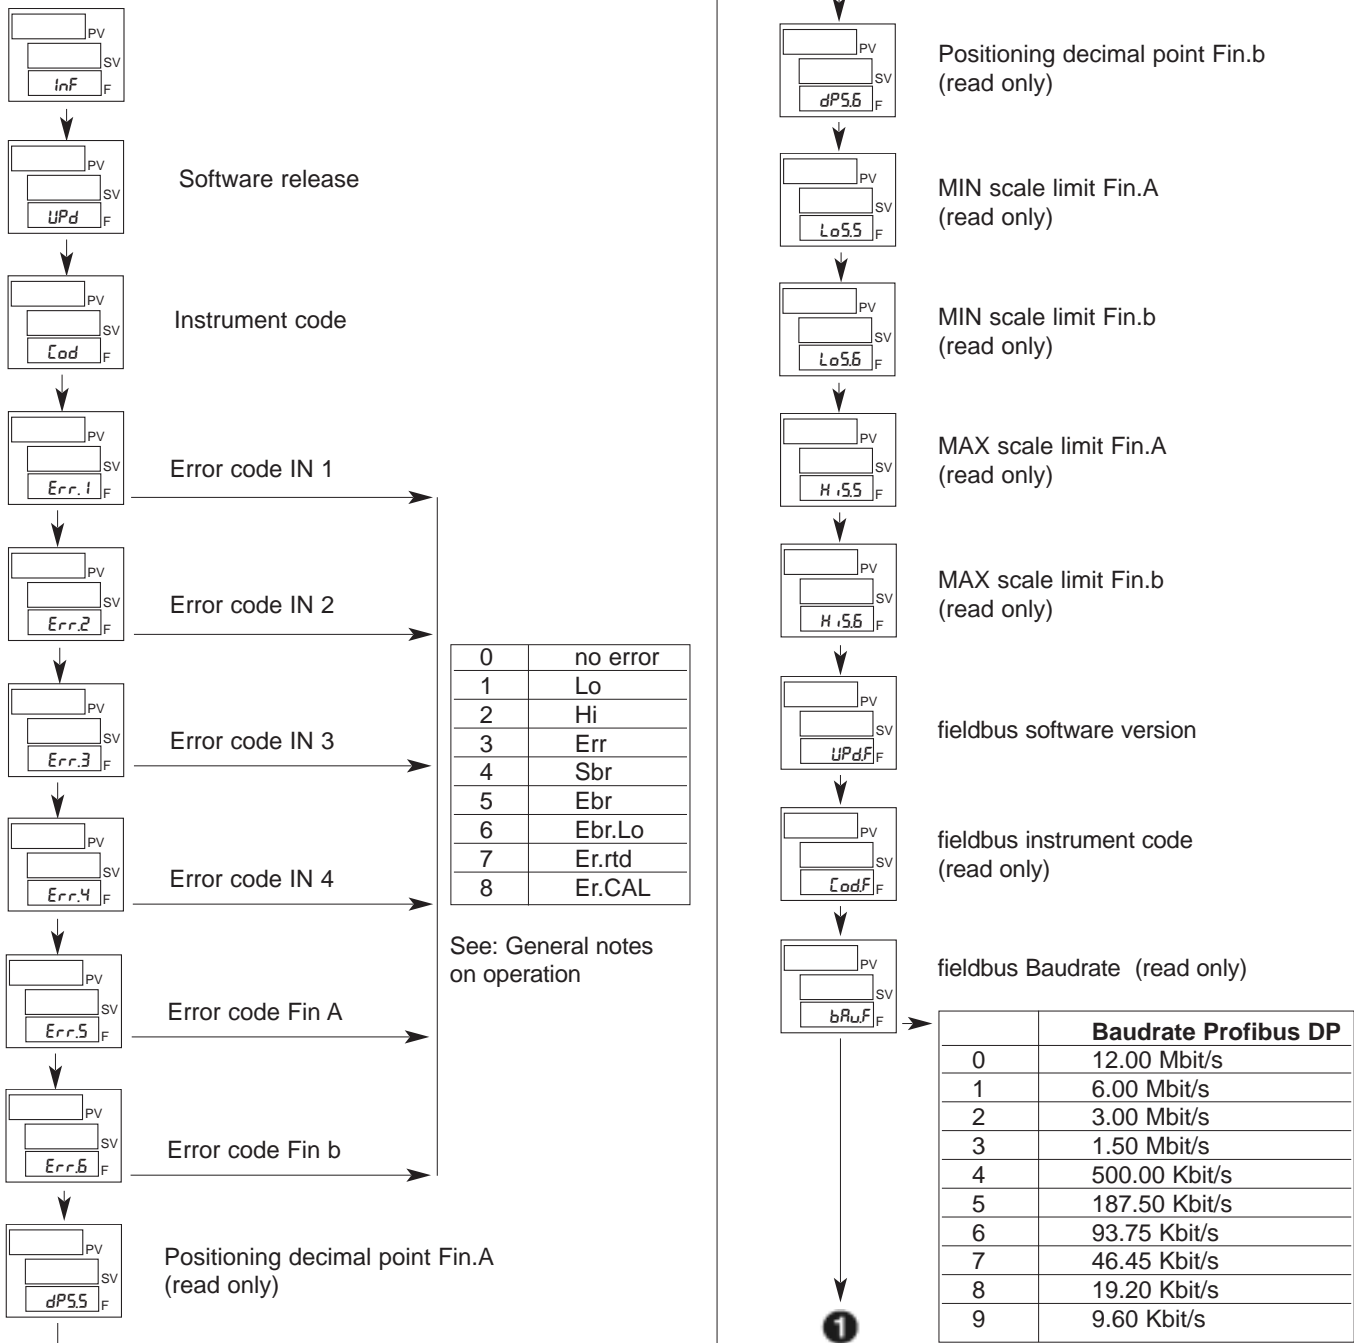 PV
SV
InF F
PV
SV
UPd F
Software release
PV
SV
Cod F
Instrument code
PV
SV
Err.1 F
Error code IN 1
PV
SV
Err.2 F
Error code IN 2
PV
SV
Err.3 F
Error code IN 3
PV
SV
Err.4 F
Error code IN 4
PV
SV
Err.5 F
Error code Fin A
PV
SV
Err.6 F
Error code Fin b
PV
SV
dPS.5 F
Positioning decimal point Fin.A
(read only)
0 no error
1 Lo
2 Hi
3 Err
4 Sbr
5 Ebr
6 Ebr.Lo
7 Er.rtd
8 Er.CAL
See: General notes
on operation
PV
SV
dPS.6 F
Positioning decimal point Fin.b
(read only)
PV
SV
LoS.5 F
MIN scale limit Fin.A
(read only)
PV
SV
LoS.6 F
MIN scale limit Fin.b
(read only)
PV
SV
HiS.5 F
MAX scale limit Fin.A
(read only)
PV
SV
HiS.6 F
MAX scale limit Fin.b
(read only)
PV
SV
UPd.F F
fieldbus software version
PV
SV
Cod.F F
fieldbus instrument code
(read only)
PV
SV
bAu.F F
fieldbus Baudrate (read only)
Baudrate Profibus DP
0 12.00 Mbit/s
1 6.00 Mbit/s
2 3.00 Mbit/s
3 1.50 Mbit/s
4 500.00 Kbit/s
5 187.50 Kbit/s
6 93.75 Kbit/s
7 46.45 Kbit/s
8 19.20 Kbit/s
9 9.60 Kbit/s
1